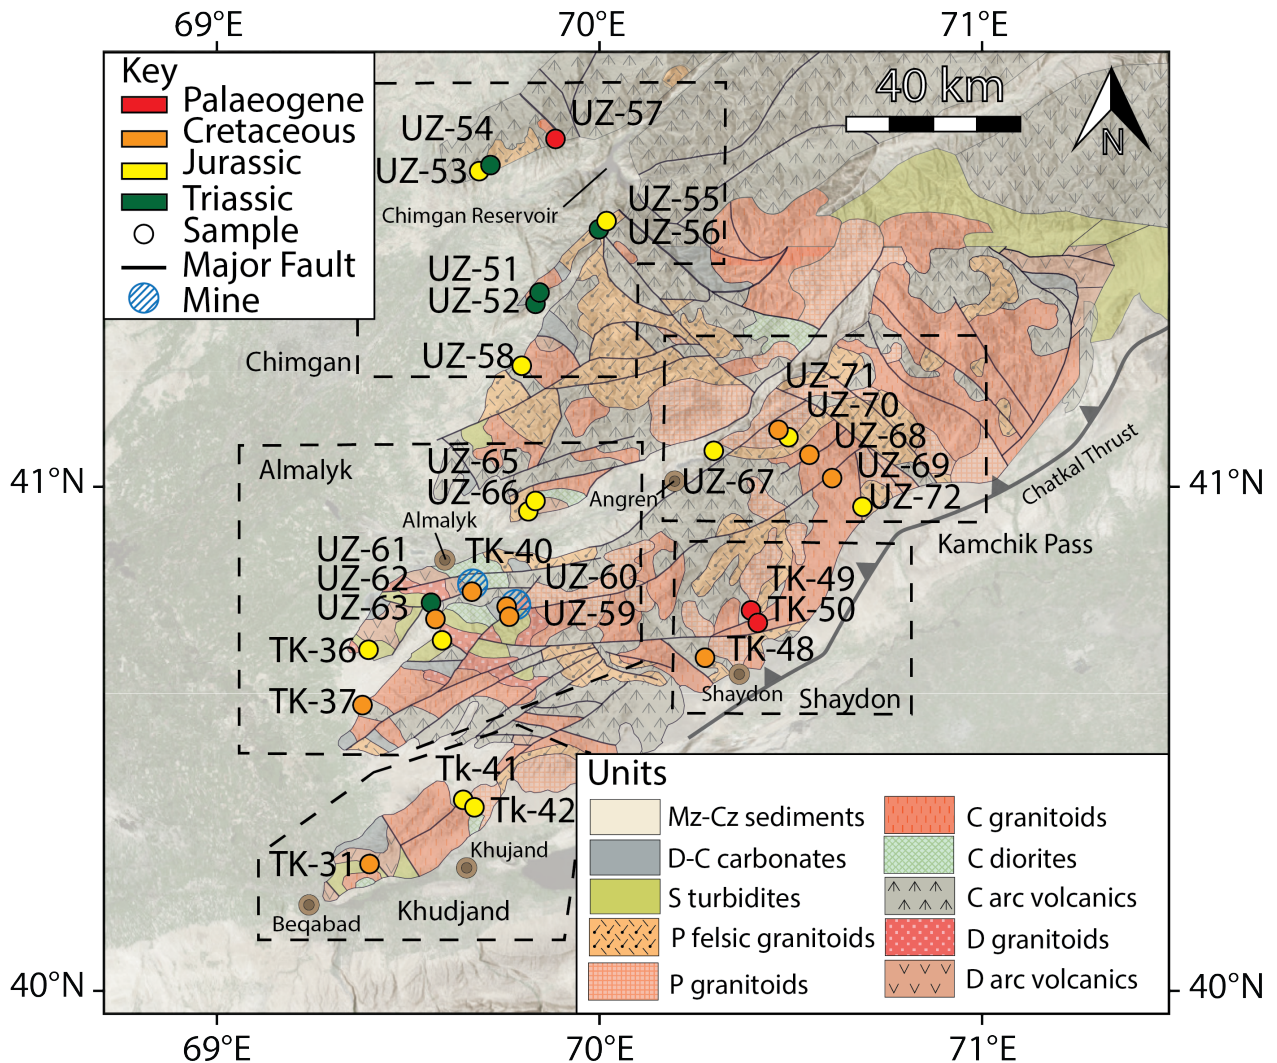 69°E
70°E
71°E
Key
Palaeogene
Cretaceous
Jurassic
Triassic
Sample
Major Fault
Mine
40 km
N
UZ-57
UZ-54
UZ-53
Chimgan Reservoir
UZ-55
UZ-56
UZ-51
UZ-52
UZ-58
Chimgan
UZ-71
UZ-70
UZ-68
UZ-69
UZ-67
UZ-72
Chatkal Thrust
Almalyk
UZ-65
UZ-66
Angren
41°N
41°N
Almalyk
Kamchik Pass
UZ-61
TK-40
UZ-62
UZ-60
UZ-63
UZ-59
TK-49
TK-50
TK-36
TK-48
Shaydon
Shaydon
TK-37
Tk-41
Tk-42
Khujand
TK-31
Beqabad
Khudjand
Units
Mz-Cz sediments
D-C carbonates
S turbidites
P felsic granitoids
P granitoids
C granitoids
C diorites
C arc volcanics
D granitoids
D arc volcanics
40°N
40°N
69°E
70°E
71°E